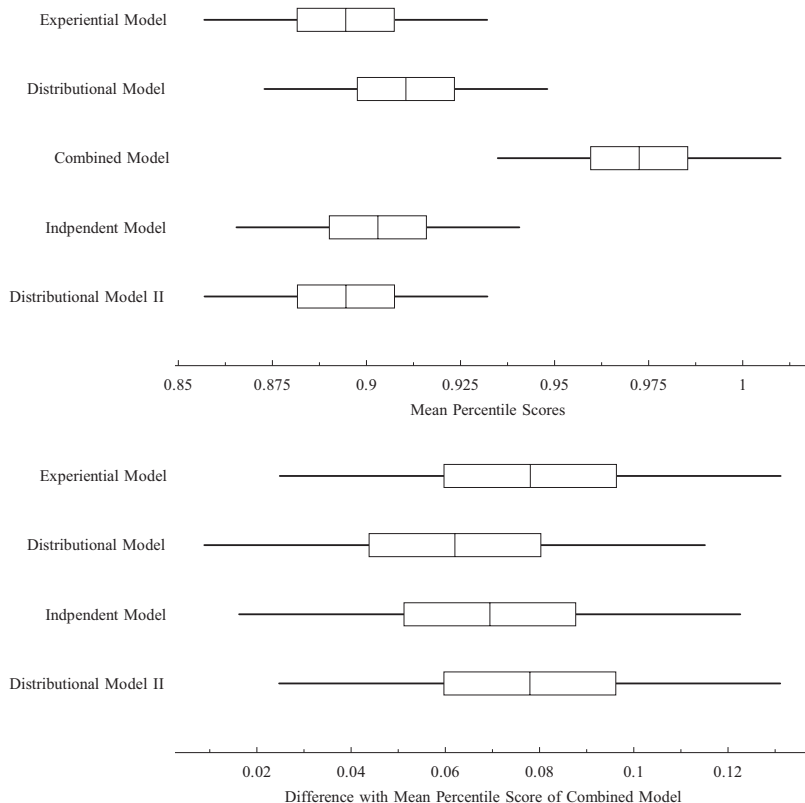 Experiential Model
Distributional Model
Combined Model
Indpendent Model
Distributional Model II
0.85 0.875 0.9 0.925 0.95 0.975 1
Mean Percentile Scores
Experiential Model
Distributional Model
Indpendent Model
Distributional Model II
0.02 0.04 0.06 0.08 0.1 0.12
Difference with Mean Percentile Score of Combined Model